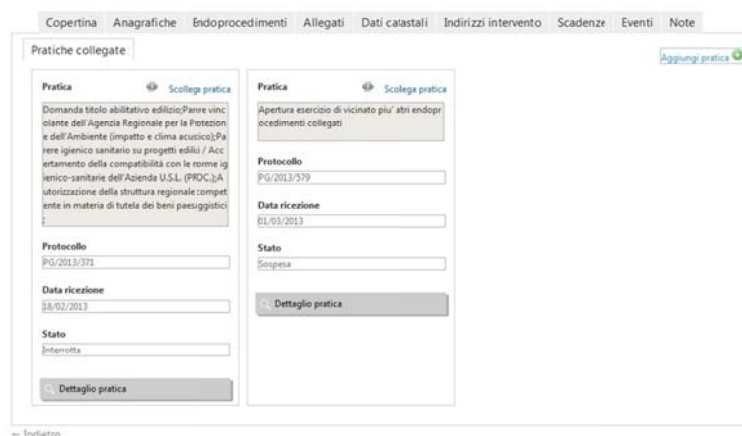 Copertina Anagrafiche Endoprocedimenti Allegati Dati catastali Indirizzi intervento Scadenze Eventi Note
Pratiche collegate
Aggiungi pratica
Pratica Scollega pratica
Domanda titolo abilitativo edilizio;Parere vinc
olante dell'Agenzia Regionale per la Protezion
e dell'Ambiente (impatto e clima acustico);Pa
rere igienico sanitario su progetti edilizi / Acc
ertamento della compatibilità con le norme ig
ienico-sanitarie dell'Azienda U.S.L. (PROC.);A
utorizzazione della struttura regionale compet
ente in materia di tutela dei beni paesaggistici
;
Protocollo
PG/2013/371
Data ricezione
18/02/2013
Stato
Interrotta
Dettaglio pratica
Pratica Scollega pratica
Apertura esercizio di vicinato piu' altri endopr
ocedimenti collegati
Protocollo
PG/2013/579
Data ricezione
01/03/2013
Stato
Sospesa
Dettaglio pratica
← Indietro